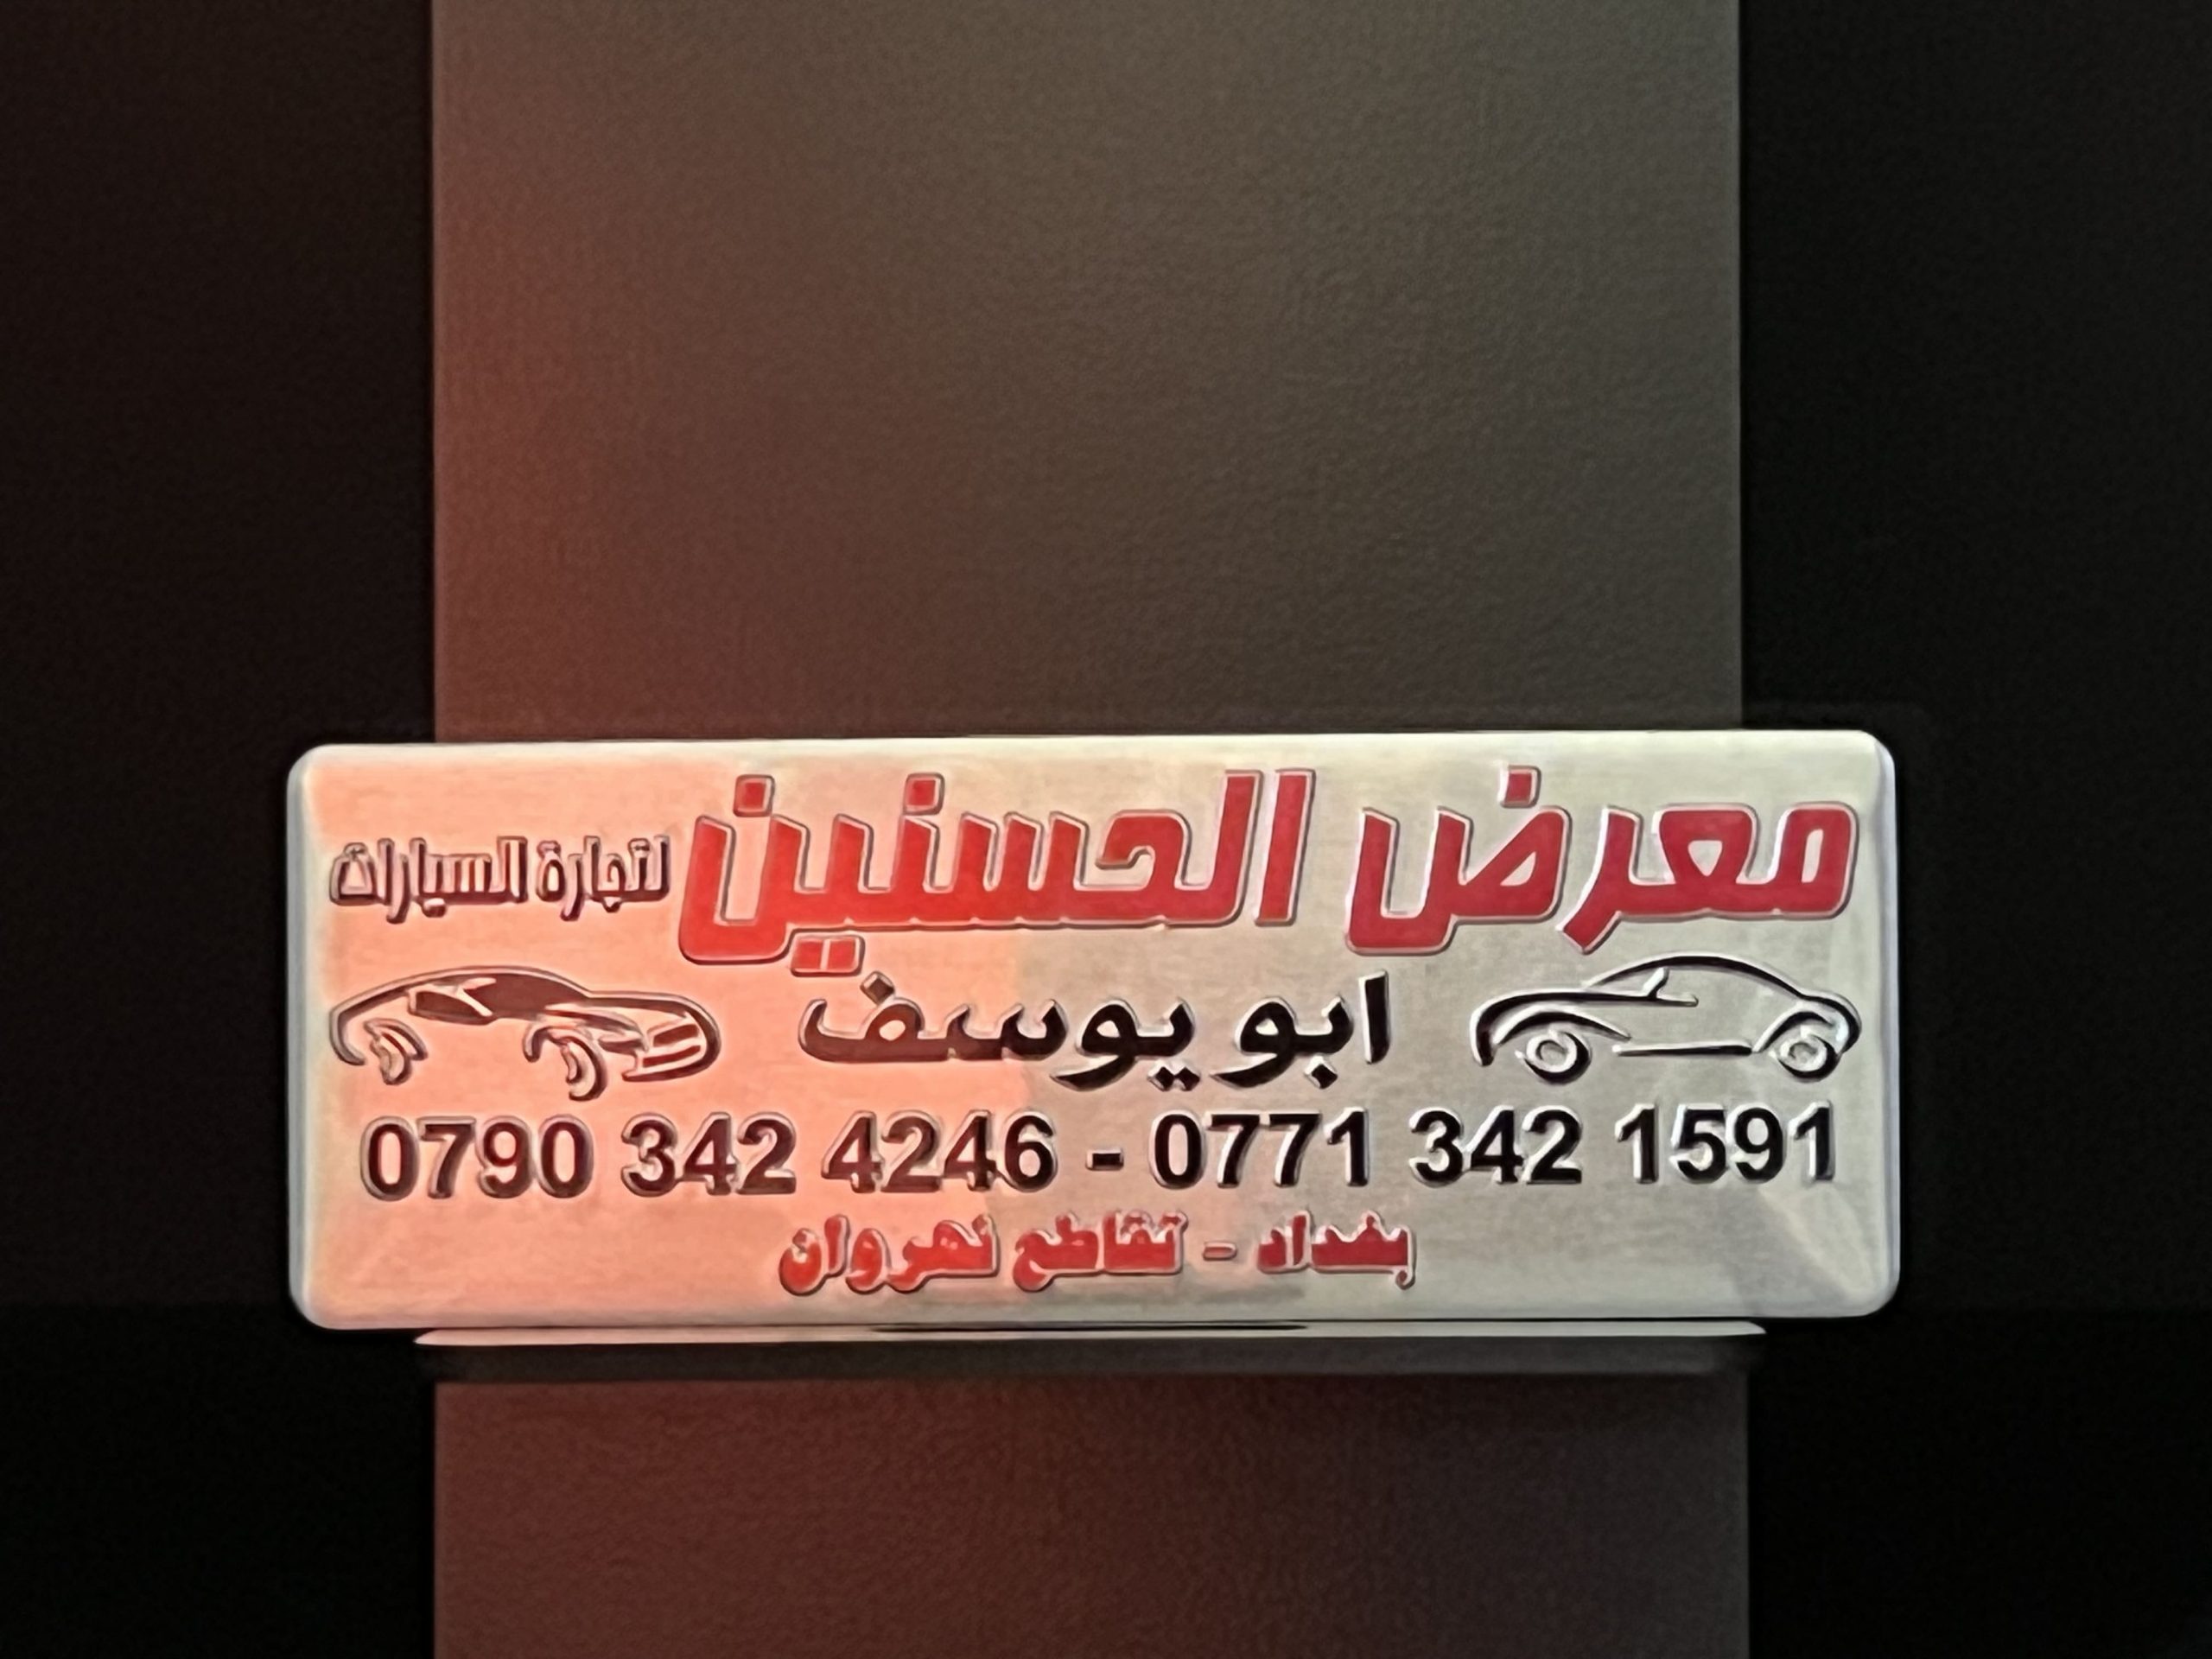 معرض الحسنين لتجارة السيارات
ابو يوسف
0790 342 4246 - 0771 342 1591
بغداد - تقاطع نهروان